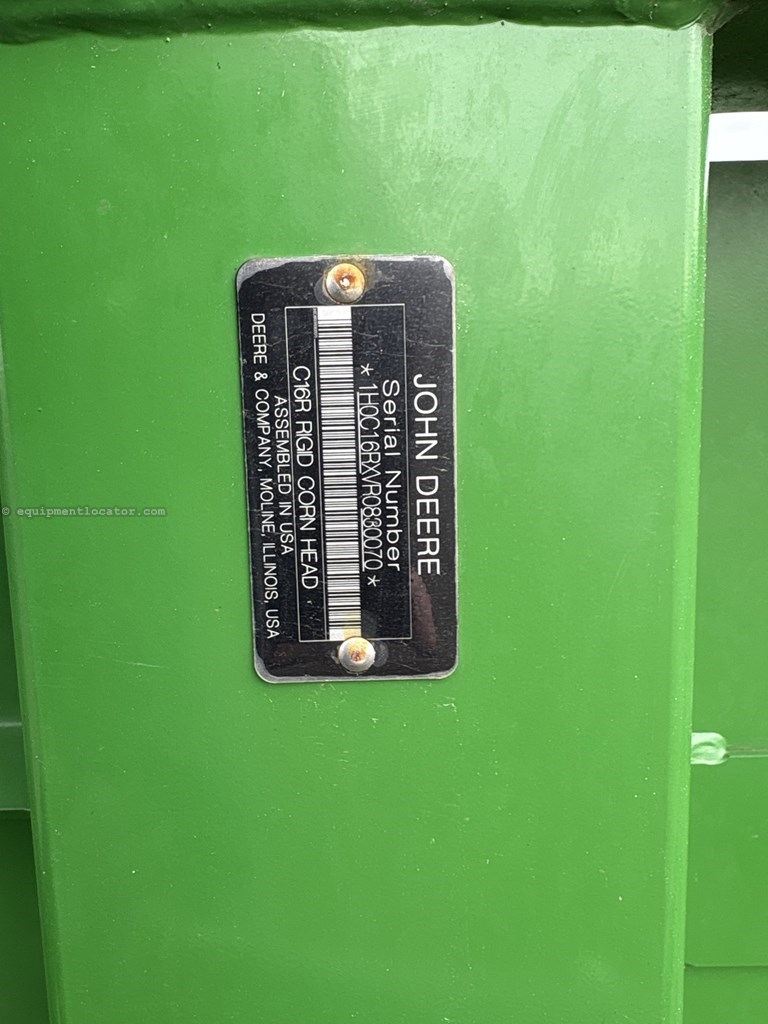 JOHN DEERE
Serial Number
*1H0C16RXVR0830070*
C16R RIGID CORN HEAD
ASSEMBLED IN USA
DEERE & COMPANY, MOLINE, ILLINOIS, USA
© equipmentlocator.com